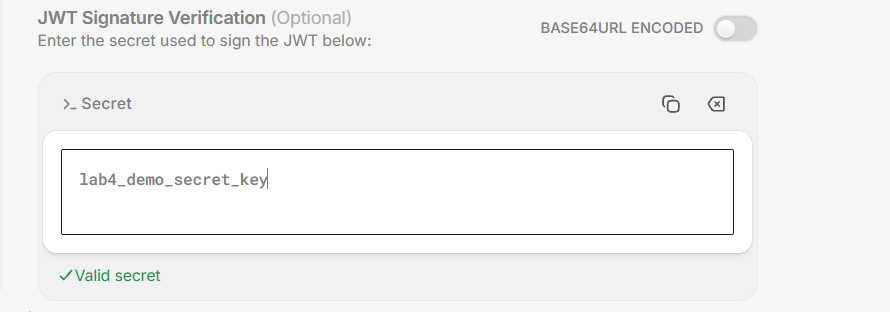 JWT Signature Verification (Optional)
Enter the secret used to sign the JWT below:
BASE64URL ENCODED
Secret
lab4_demo_secret_key
Valid secret